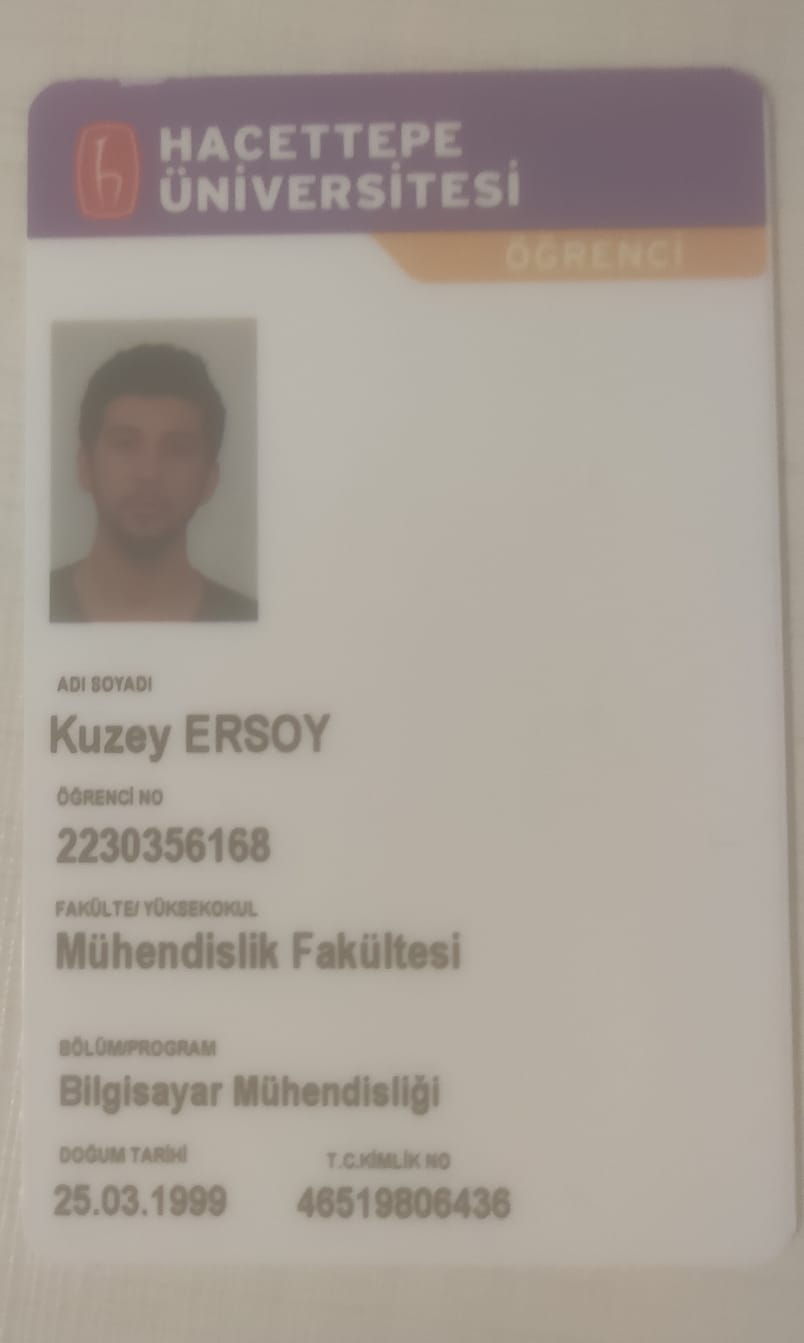 HACETTEPE
ÜNİVERSİTESİ
ÖĞRENCİ
ADI SOYADI
Kuzey ERSOY
ÖĞRENCİ NO
2230356168
FAKÜLTE/ YÜKSEKOKUL
Mühendislik Fakültesi
BÖLÜM/PROGRAM
Bilgisayar Mühendisliği
DOĞUM TARİHİ T.C.KİMLİK NO
25.03.1999 46519806436